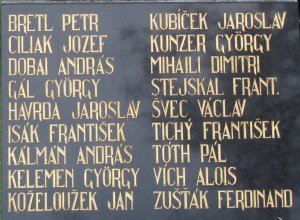 BRETL PETR
CILIAK JOZEF
DOBAI ANDRÁS
GÁL GYÖRGY
HAVRDA JAROSLAV
ISÁK FRANTIŠEK
KÁLMÁN ANDRÁS
KELEMEN GYÖRGY
KOŽELOUŽEK JAN
KUBÍČEK JAROSLAV
KUNZER GYÖRGY
MIHAILI DIMITRI
STEJSKAL FRANT.
ŠVEC VÁCLAV
TICHÝ FRANTIŠEK
TÓTH PÁL
VÍCH ALOIS
ZUŠŤÁK FERDINAND